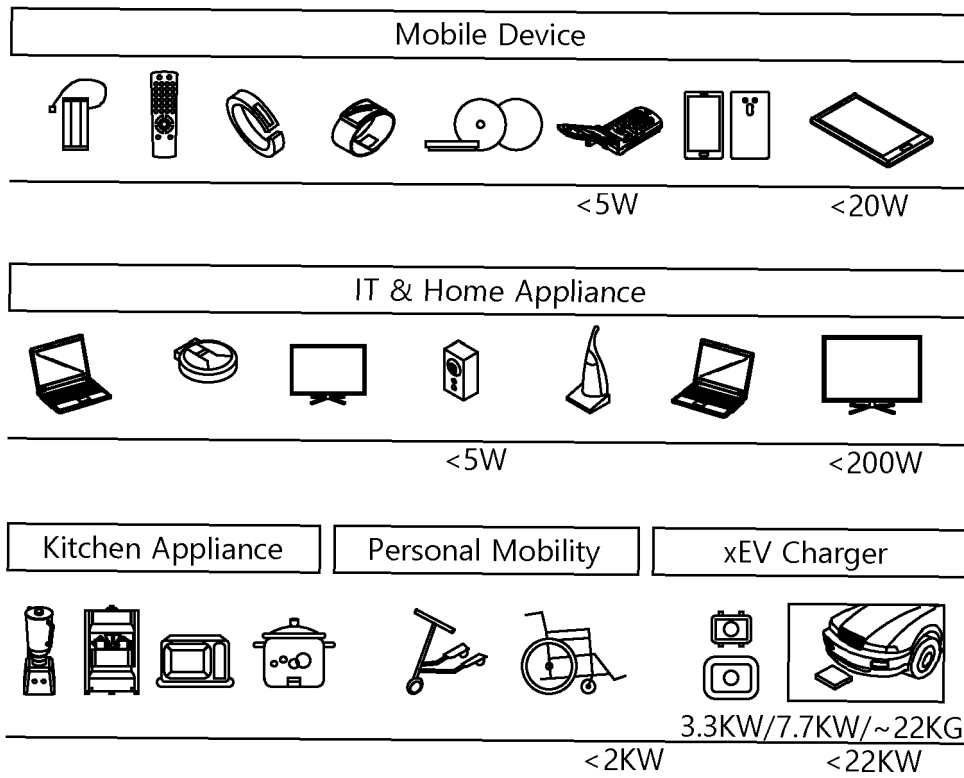 Mobile Device
<5W <20W
IT & Home Appliance
<5W <200W
Kitchen Appliance Personal Mobility xEV Charger
3.3KW/7.7KW/~22KG
<2KW <22KW